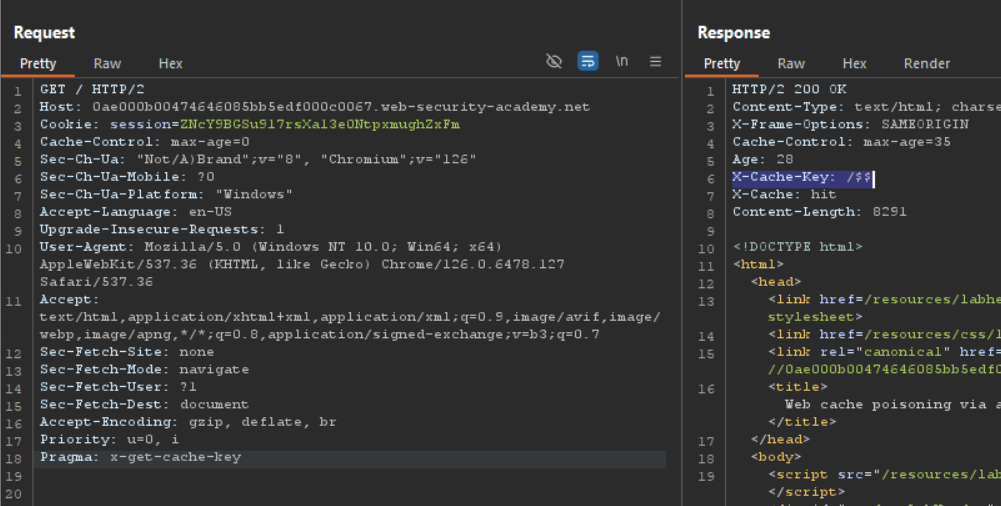 Request
Pretty Raw Hex
\n
1 GET / HTTP/2
2 Host: 0ae000b00474646085bb5edf000c0067.web-security-academy.net
3 Cookie: session=ZNcY9BGSu9l7rsXal3e0NtpxmughZxFm
4 Cache-Control: max-age=0
5 Sec-Ch-Ua: "Not/A)Brand";v="8", "Chromium";v="126"
6 Sec-Ch-Ua-Mobile: ?0
7 Sec-Ch-Ua-Platform: "Windows"
8 Accept-Language: en-US
9 Upgrade-Insecure-Requests: 1
10 User-Agent: Mozilla/5.0 (Windows NT 10.0; Win64; x64)
AppleWebKit/537.36 (KHTML, like Gecko) Chrome/126.0.6478.127
Safari/537.36
11 Accept:
text/html,application/xhtml+xml,application/xml;q=0.9,image/avif,image/
webp,image/apng,*/*;q=0.8,application/signed-exchange;v=b3;q=0.7
12 Sec-Fetch-Site: none
13 Sec-Fetch-Mode: navigate
14 Sec-Fetch-User: ?1
15 Sec-Fetch-Dest: document
16 Accept-Encoding: gzip, deflate, br
17 Priority: u=0, i
18 Pragma: x-get-cache-key
19
20
Response
Pretty Raw Hex Render
1 HTTP/2 200 OK
2 Content-Type: text/html; charse
3 X-Frame-Options: SAMEORIGIN
4 Cache-Control: max-age=35
5 Age: 28
6 X-Cache-Key: /$$
7 X-Cache: hit
8 Content-Length: 8291
9
10 <!DOCTYPE html>
11 <html>
12 <head>
13 <link href=/resources/labhe
stylesheet>
14 <link href=/resources/css/l
15 <link rel="canonical" href=
//0ae000b00474646085bb5edf0
16 <title>
Web cache poisoning via a
</title>
17 </head>
18 <body>
19 <script src="/resources/lab
</script>